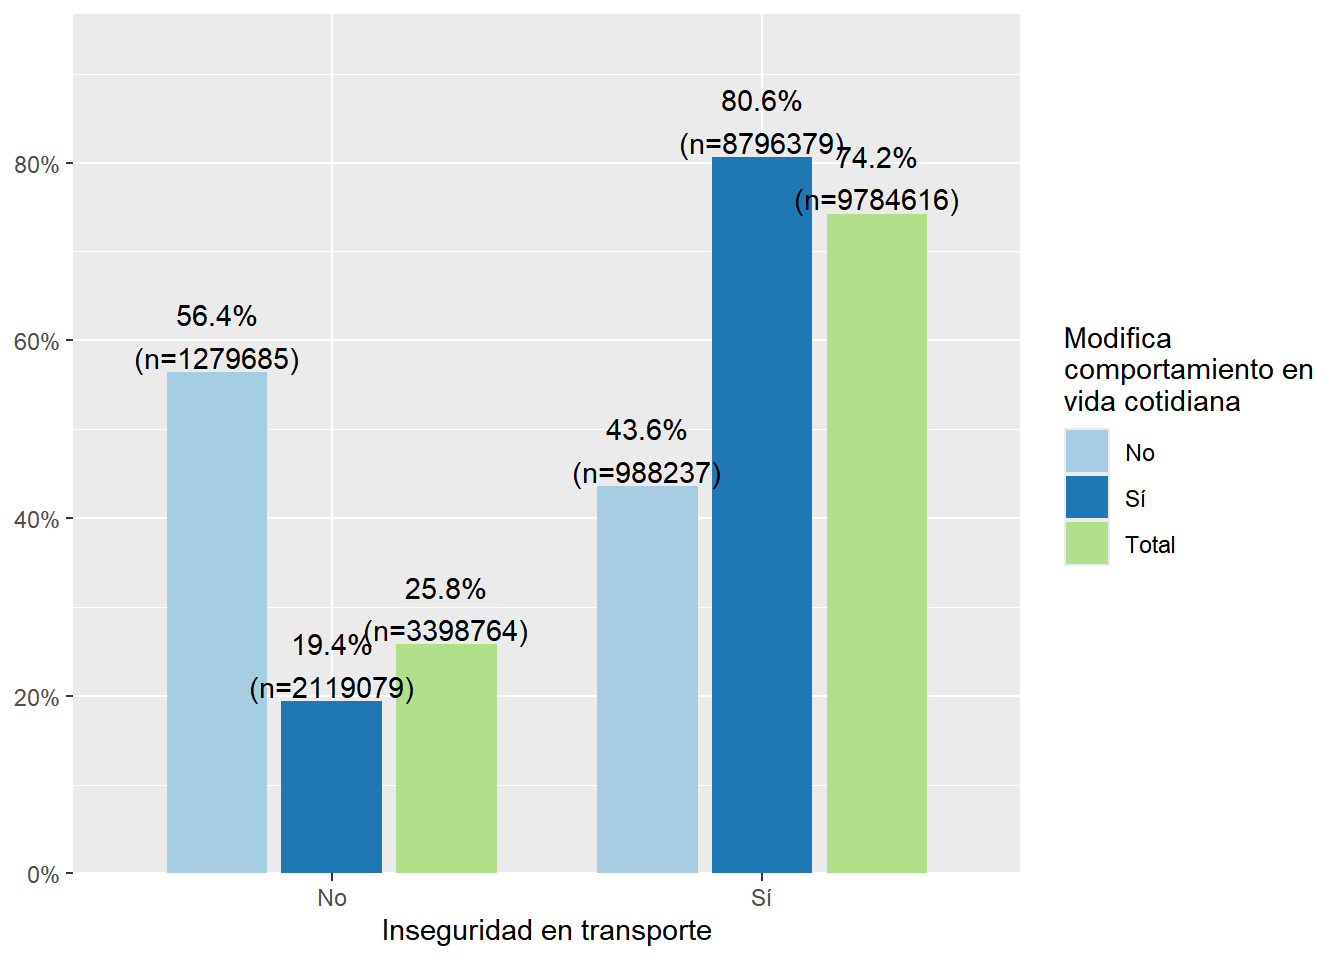 80.6%
(n=8796379)
74.2%
(n=9784616)
56.4%
(n=1279685)
43.6%
(n=988237)
25.8%
(n=3398764)
19.4%
(n=2119079)
80%
60%
40%
20%
0%
No
Sí
Inseguridad en transporte
Modifica
comportamiento en
vida cotidiana
No
Sí
Total